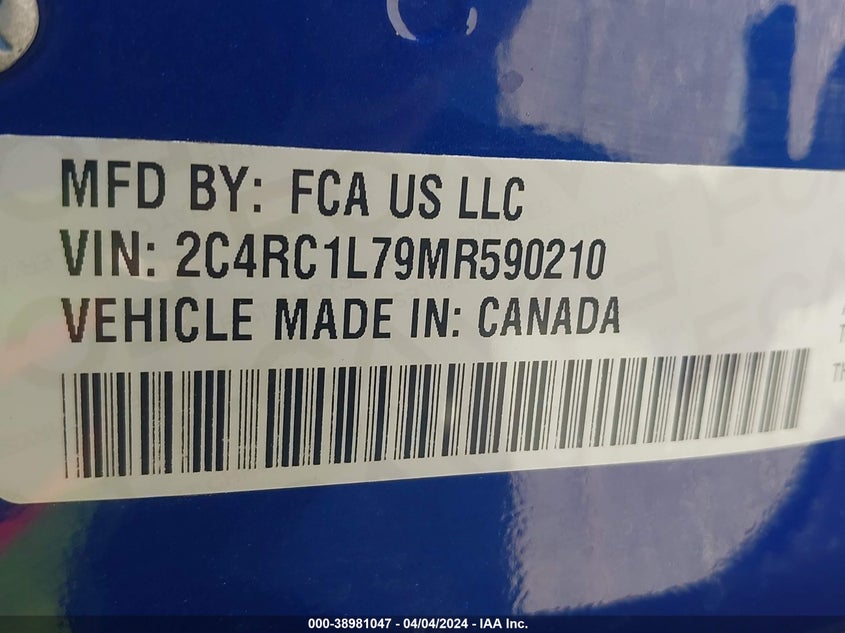 MFD BY: FCA US LLC
VIN: 2C4RC1L79MR590210
VEHICLE MADE IN: CANADA
000-38981047 - 04/04/2024 - IAA Inc.